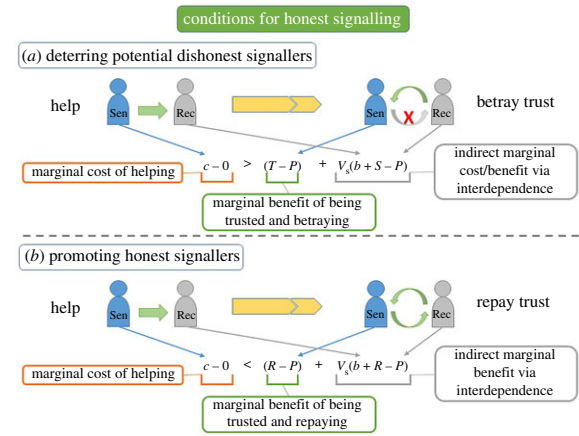 conditions for honest signalling
(a) deterring potential dishonest signallers
help
Sen
Rec
Sen
X
Rec
betray trust
marginal cost of helping
c – 0 > (T – P) + Vs(b + S – P)
indirect marginal
cost/benefit via
interdependence
marginal benefit of being
trusted and betraying
(b) promoting honest signallers
help
Sen
Rec
Sen
Rec
repay trust
marginal cost of helping
c – 0 < (R – P) + Vs(b + R – P)
indirect marginal
benefit via
interdependence
marginal benefit of being
trusted and repaying